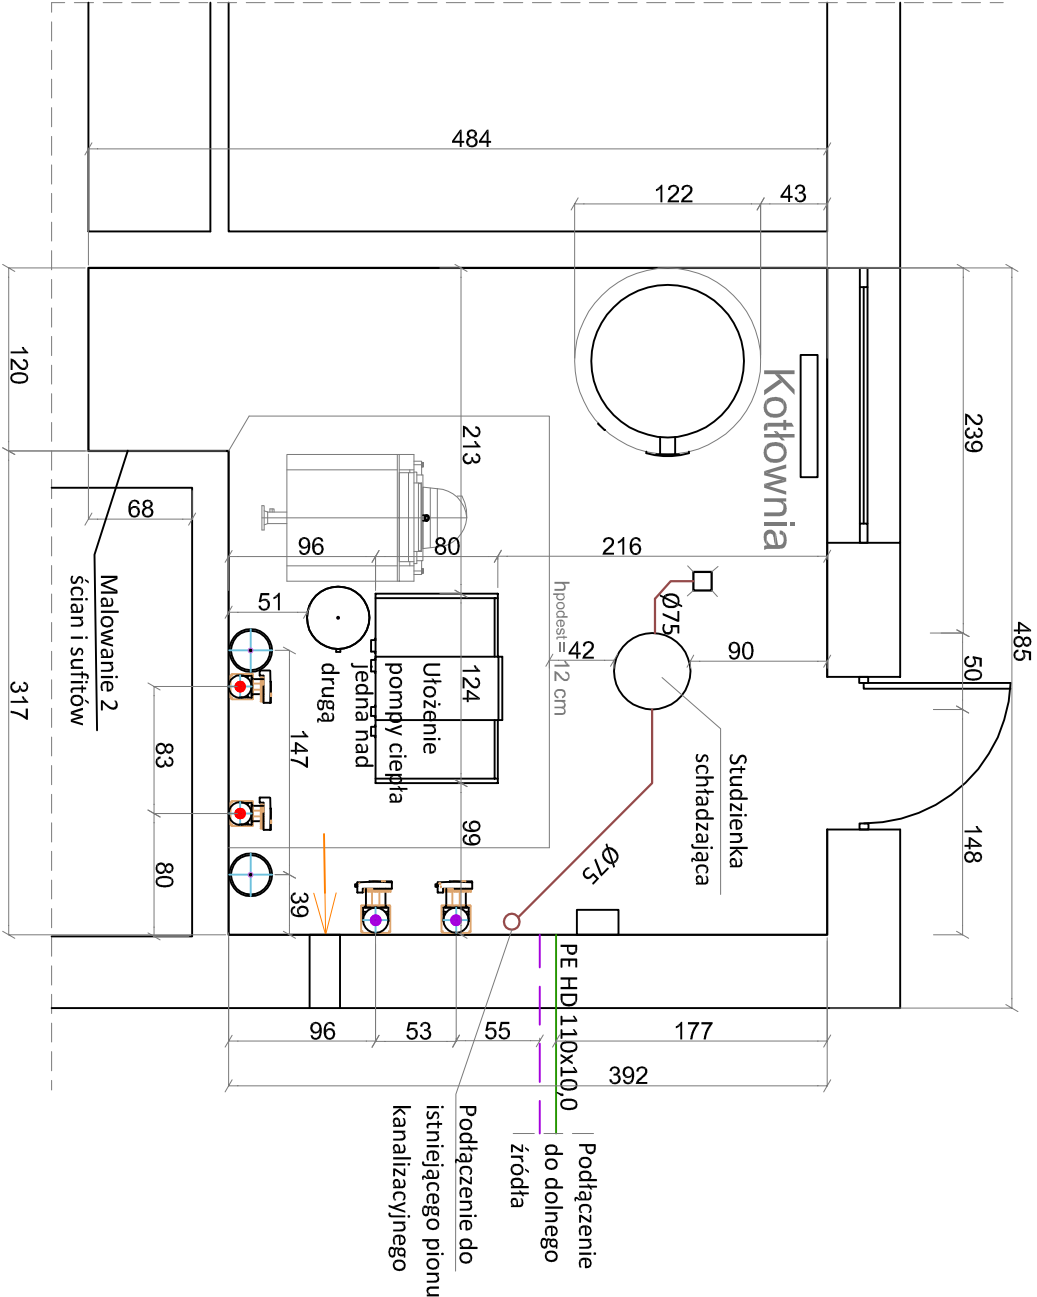 484
122
43
239
485
120
213
Kotłownia
68
96
80
216
51
hpodest= 12 cm
Ø75
42
90
50
Malowanie 2
ścian i sufitów
317
124
Ułożenie
pompy ciepła
jedna nad
drugą
147
83
80
39
99
Studzienka
schładzająca
148
Ø75
PE HD 110x10,0
96
53
55
177
392
Podłączenie
do dolnego
źródła
Podłączenie do
istniejącego pionu
kanalizacyjnego